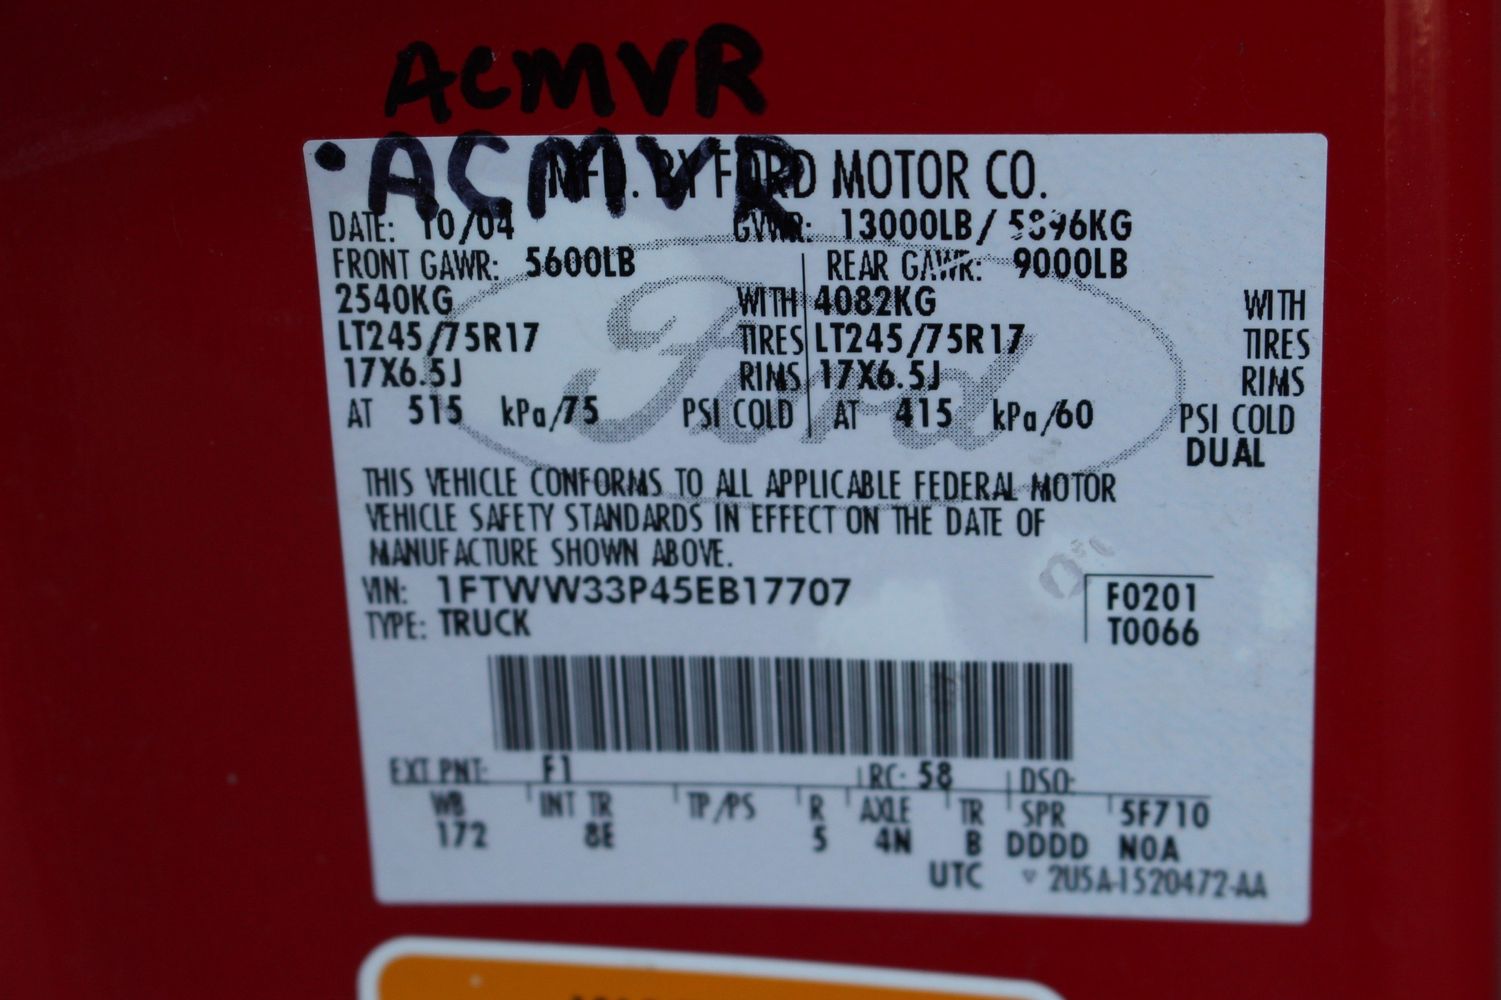 ACMVR
ACMVR
MFD. BY FORD MOTOR CO.
DATE: 10/04 GVWR: 13000LB/ 5896KG
FRONT GAWR: 5600LB REAR GAWR: 9000LB
2540KG WITH 4082KG WITH
LT245/75R17 TIRES LT245/75R17 TIRES
17X6.5J RIMS 17X6.5J RIMS
AT 515 kPa/75 PSI COLD AT 415 kPa/60 PSI COLD
DUAL
Ford
THIS VEHICLE CONFORMS TO ALL APPLICABLE FEDERAL MOTOR
VEHICLE SAFETY STANDARDS IN EFFECT ON THE DATE OF
MANUFACTURE SHOWN ABOVE.
VIN: 1FTWW33P45EB17707 F0201
TYPE: TRUCK T0066
EXT PNT: F1 RC: 58 DSO:
WB INT TR TP/PS R AXLE TR SPR 5F710
172 8E 5 4N B DDDD N0A
UTC ▿ 2U5A-1520472-AA